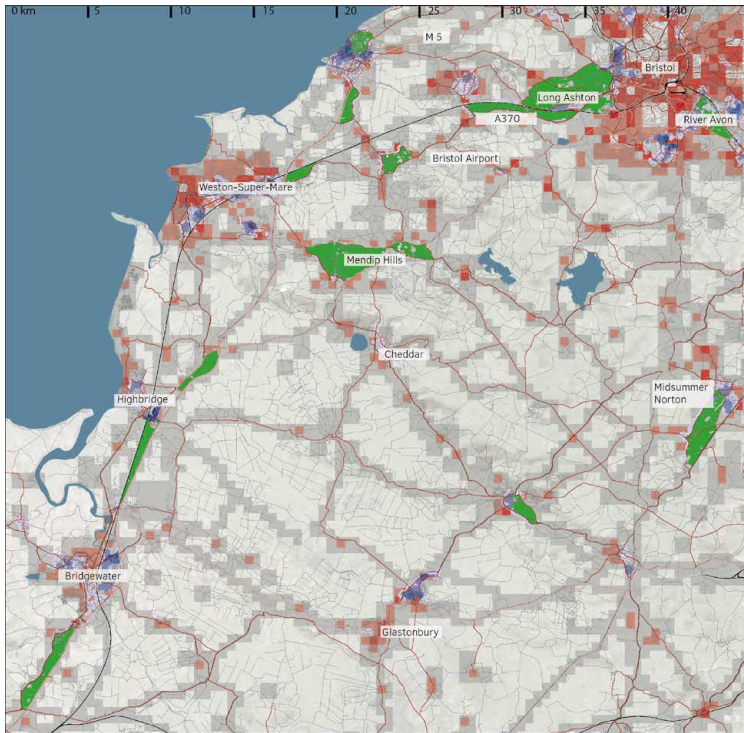 0 km 5 10 15 20 25 30 35 40
M 5
Bristol
Long Ashton
A370
River Avon
Bristol Airport
Weston-Super-Mare
Mendip Hills
Cheddar
Highbridge
Midsummer
Norton
Bridgewater
Glastonbury